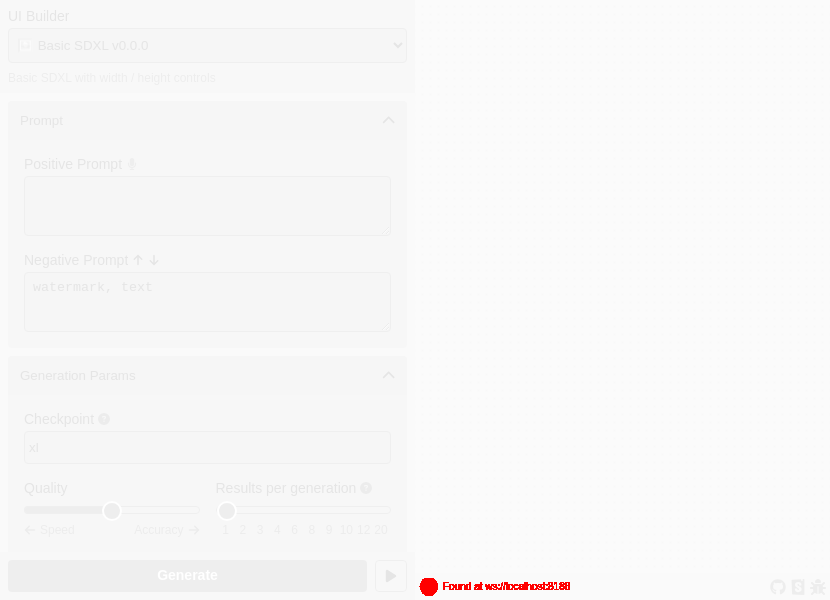 UI Builder
Basic SDXL v0.0.0
Basic SDXL with width / height controls
Prompt
Positive Prompt
Negative Prompt
watermark, text
Generation Params
Checkpoint
xl
Quality
Results per generation
Speed
Accuracy
1 2 3 4 6 8 9 10 12 20
Generate
Found at ws://localhost:8188